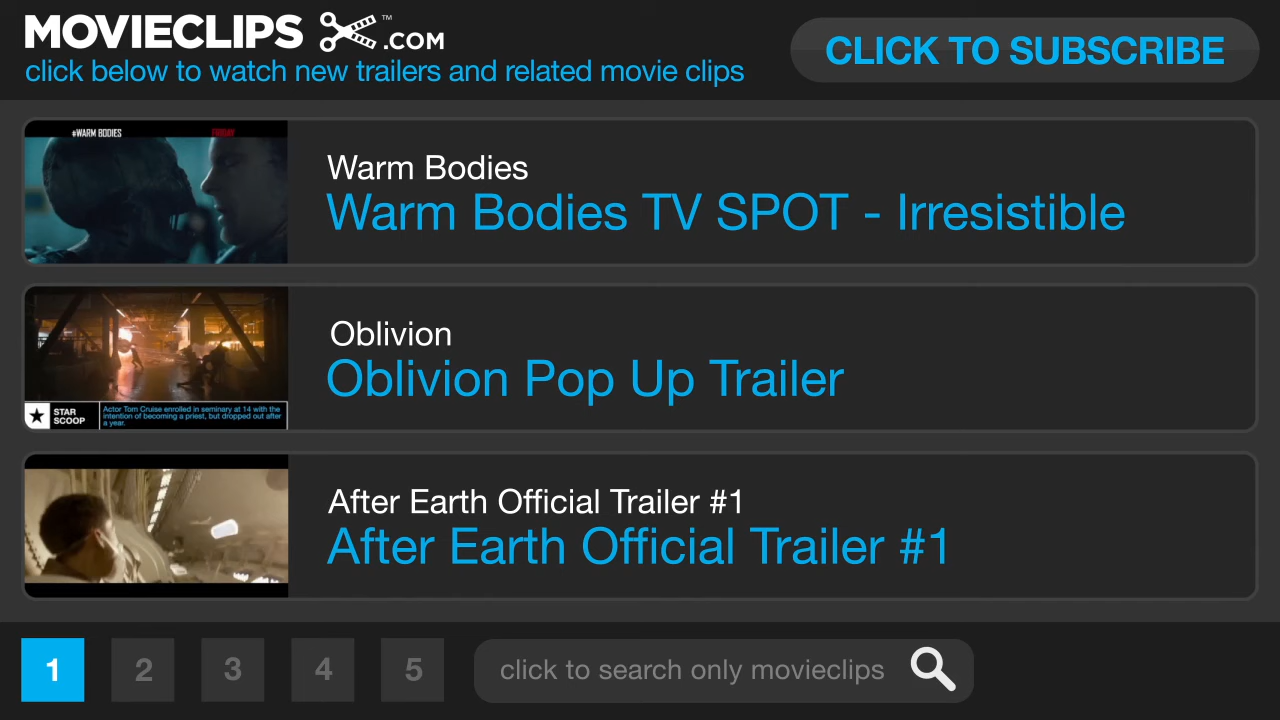 MOVIECLIPS ™ .COM
CLICK TO SUBSCRIBE
click below to watch new trailers and related movie clips
#WARM BODIES FRIDAY
Warm Bodies
Warm Bodies TV SPOT - Irresistible
Oblivion
Oblivion Pop Up Trailer
STAR
SCOOP
Actor Tom Cruise enrolled in seminary at 14 with the
intention of becoming a priest, but dropped out after
a year.
After Earth Official Trailer #1
After Earth Official Trailer #1
1 2 3 4 5 click to search only movieclips